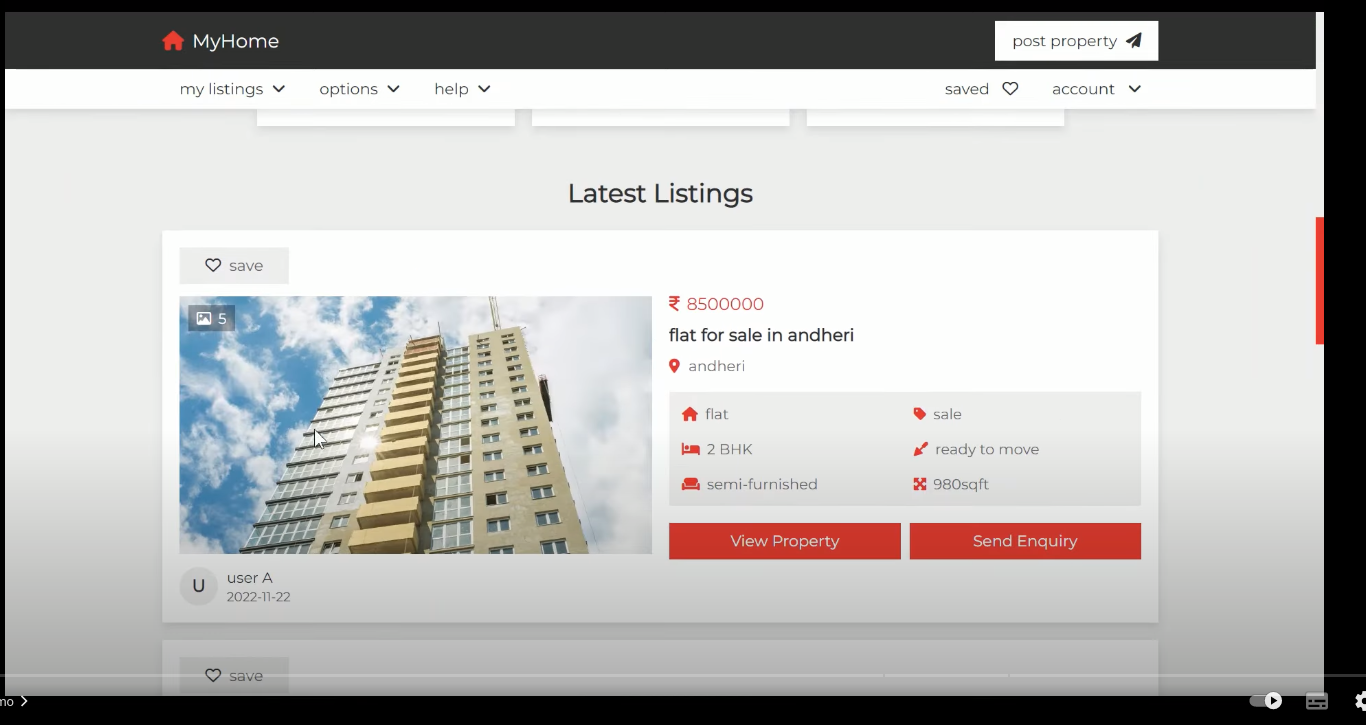 MyHome
post property
my listings
options
help
saved
account
Latest Listings
save
5
₹ 8500000
flat for sale in andheri
andheri
flat
sale
2 BHK
ready to move
semi-furnished
980sqft
View Property
Send Enquiry
U
user A
2022-11-22
save